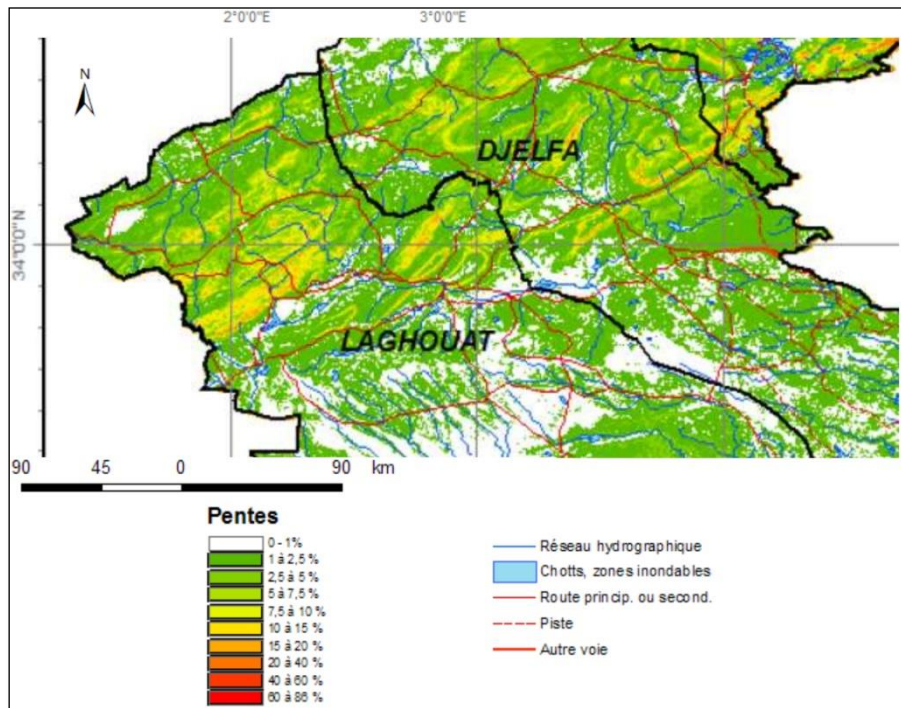 2°0'0"E 3°0'0"E
N
DJELFA
34°0'0"N
LAGHOUAT
90 45 0 90 km
Pentes
0 - 1%
1 à 2,5 %
2,5 à 5 %
5 à 7,5 %
7,5 à 10 %
10 à 15 %
15 à 20 %
20 à 40 %
40 à 60 %
60 à 86 %
Réseau hydrographique
Chotts, zones inondables
Route princip. ou second.
Piste
Autre voie